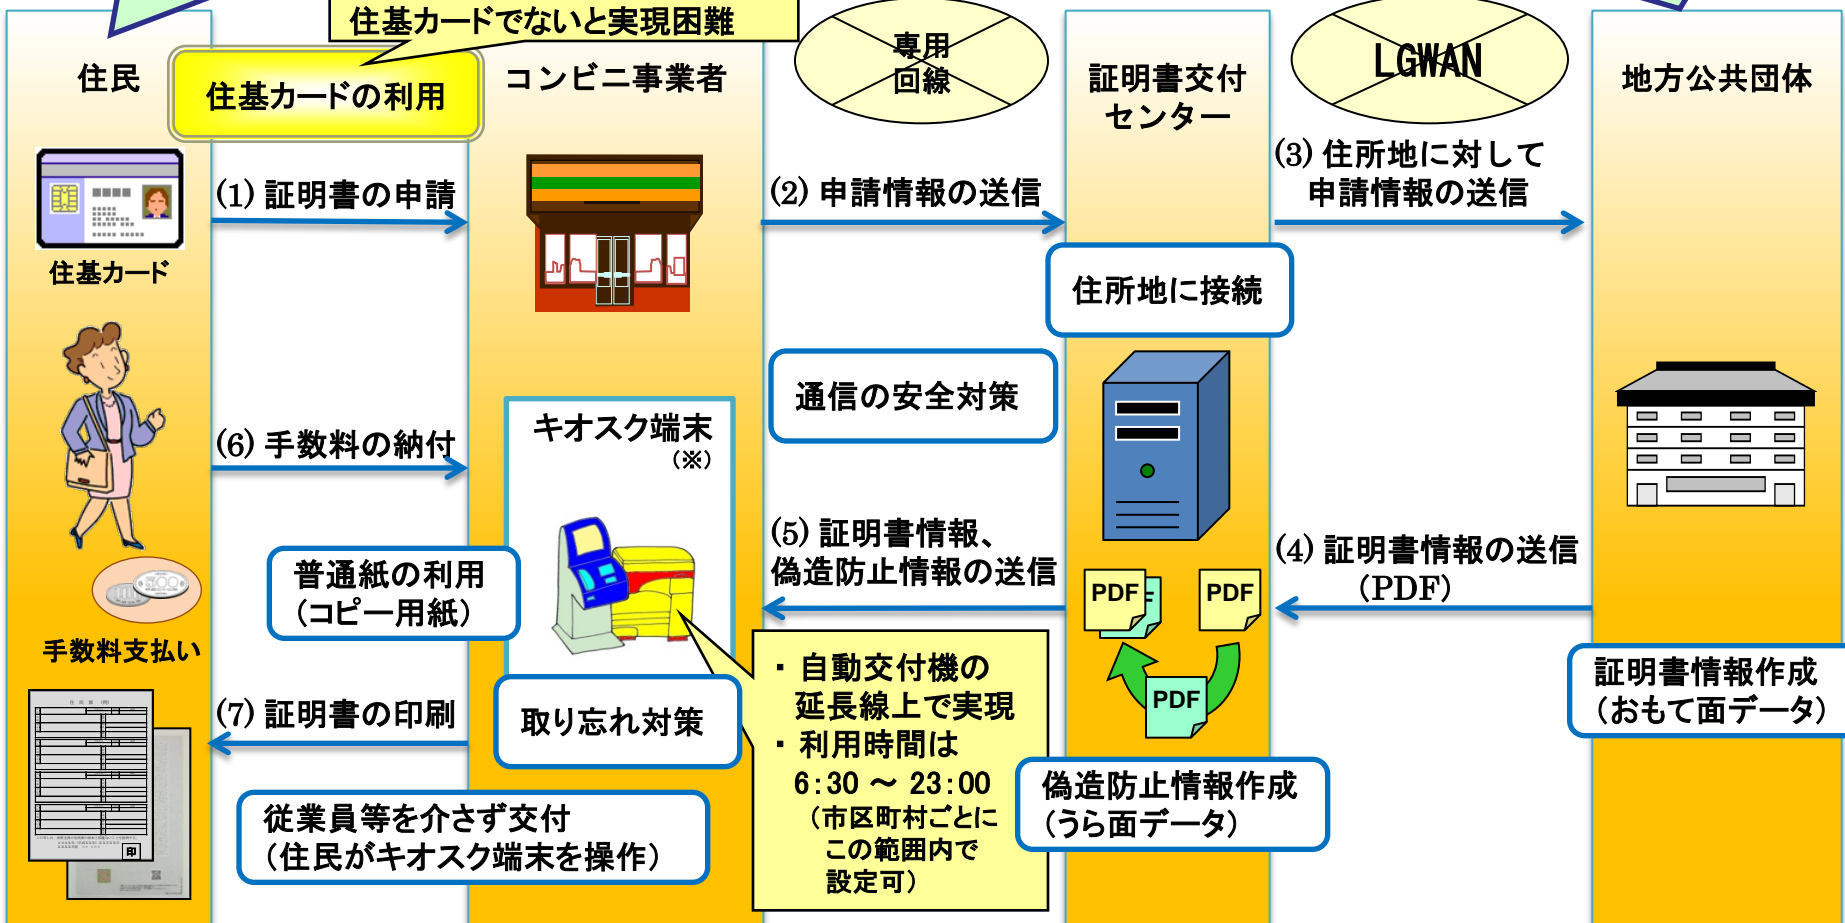 住基カードでないと実現困難
住民
住基カードの利用
コンビニ事業者
専用
回線
証明書交付
センター
LGWAN
地方公共団体
(1) 証明書の申請
(2) 申請情報の送信
(3) 住所地に対して
申請情報の送信
住基カード
住所地に接続
通信の安全対策
キオスク端末
(※)
(6) 手数料の納付
(5) 証明書情報、
偽造防止情報の送信
(4) 証明書情報の送信
(PDF)
普通紙の利用
(コピー用紙)
PDF
PDF
PDF
手数料支払い
・自動交付機の
延長線上で実現
・利用時間は
6:30 ～ 23:00
(市区町村ごとに
この範囲内で
設定可)
証明書情報作成
(おもて面データ)
(7) 証明書の印刷
取り忘れ対策
偽造防止情報作成
(うら面データ)
従業員等を介さず交付
(住民がキオスク端末を操作)
印